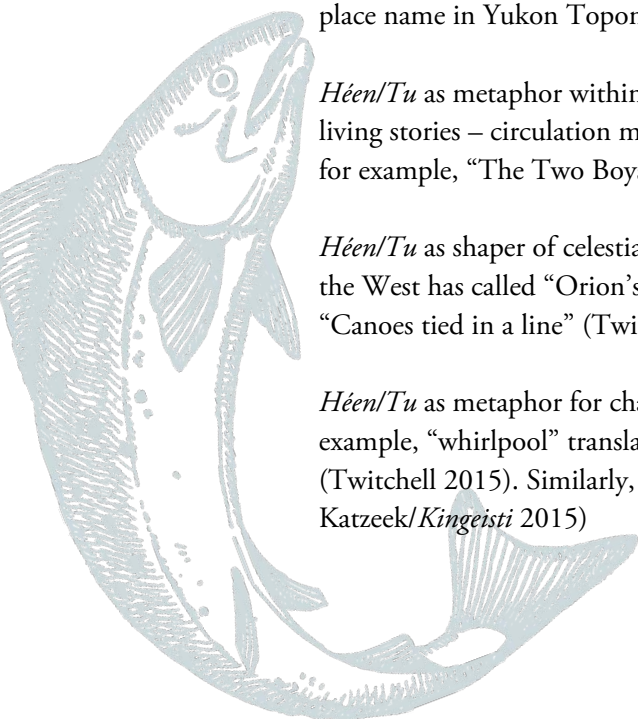 place name in Yukon Topon
Héen/Tu as metaphor within
living stories – circulation m
for example, “The Two Boys
Héen/Tu as shaper of celestia
the West has called “Orion’s
“Canoes tied in a line” (Twi
Héen/Tu as metaphor for cha
example, “whirlpool” transla
(Twitchell 2015). Similarly,
Katzeek/Kingeisti 2015)